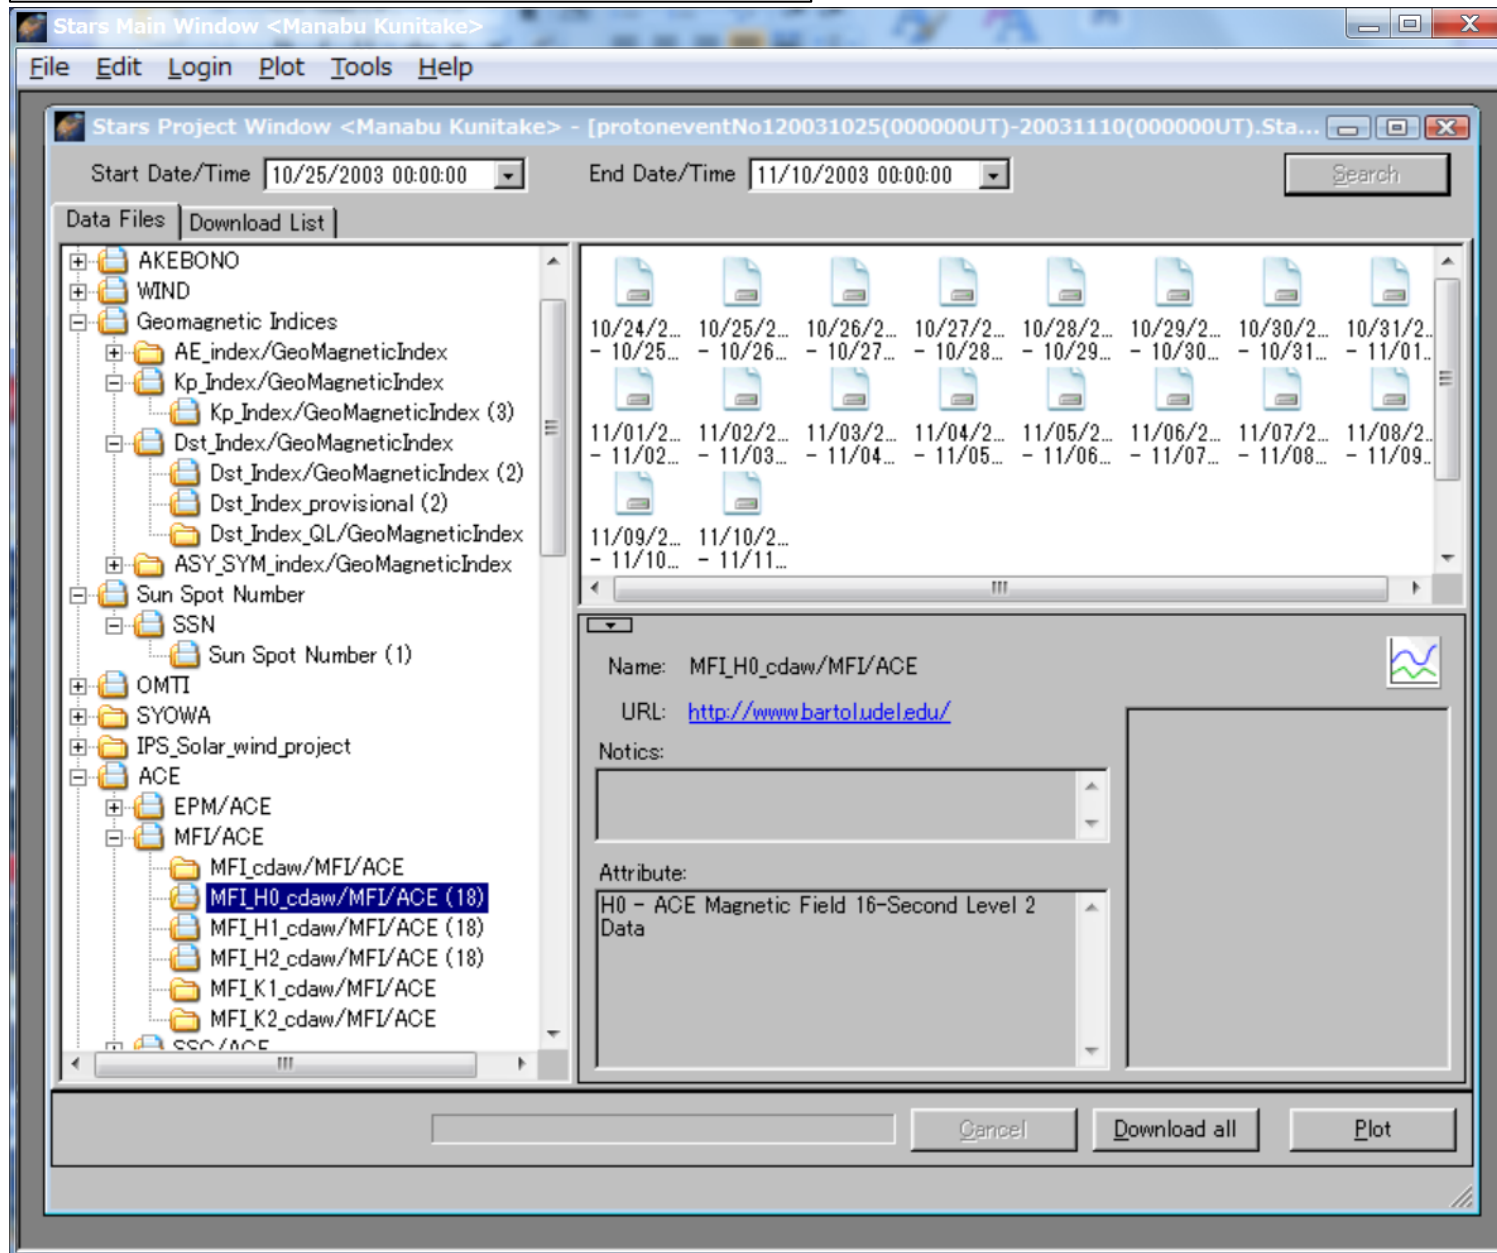 Stars Main Window <Manabu Kunitake>
File Edit Login Plot Tools Help
Stars Project Window <Manabu Kunitake> - [protoneventNo120031025(000000UT)-20031110(000000UT).Sta...
Start Date/Time 10/25/2003 00:00:00 End Date/Time 11/10/2003 00:00:00 Search
Data Files Download List
AKEBONO
WIND
Geomagnetic Indices
AE_index/GeoMagneticIndex
Kp_Index/GeoMagneticIndex
Kp_Index/GeoMagneticIndex (3)
Dst_Index/GeoMagneticIndex
Dst_Index/GeoMagneticIndex (2)
Dst_Index_provisional (2)
Dst_Index_QL/GeoMagneticIndex
ASY_SYM_index/GeoMagneticIndex
Sun Spot Number
SSN
Sun Spot Number (1)
OMTI
SYOWA
IPS_Solar_wind_project
ACE
EPM/ACE
MFI/ACE
MFI_cdaw/MFI/ACE
MFI_H0_cdaw/MFI/ACE (18)
MFI_H1_cdaw/MFI/ACE (18)
MFI_H2_cdaw/MFI/ACE (18)
MFI_K1_cdaw/MFI/ACE
MFI_K2_cdaw/MFI/ACE
SSC/ACE
10/24/2... 10/25/2... 10/26/2... 10/27/2... 10/28/2... 10/29/2... 10/30/2... 10/31/2..
- 10/25... - 10/26... - 10/27... - 10/28... - 10/29... - 10/30... - 10/31... - 11/01..
11/01/2... 11/02/2... 11/03/2... 11/04/2... 11/05/2... 11/06/2... 11/07/2... 11/08/2..
- 11/02... - 11/03... - 11/04... - 11/05... - 11/06... - 11/07... - 11/08... - 11/09..
11/09/2... 11/10/2...
- 11/10... - 11/11...
Name: MFI_H0_cdaw/MFI/ACE
URL: http://www.bartol.udel.edu/
Notics:
Attribute:
H0 - ACE Magnetic Field 16-Second Level 2
Data
Cancel Download all Plot